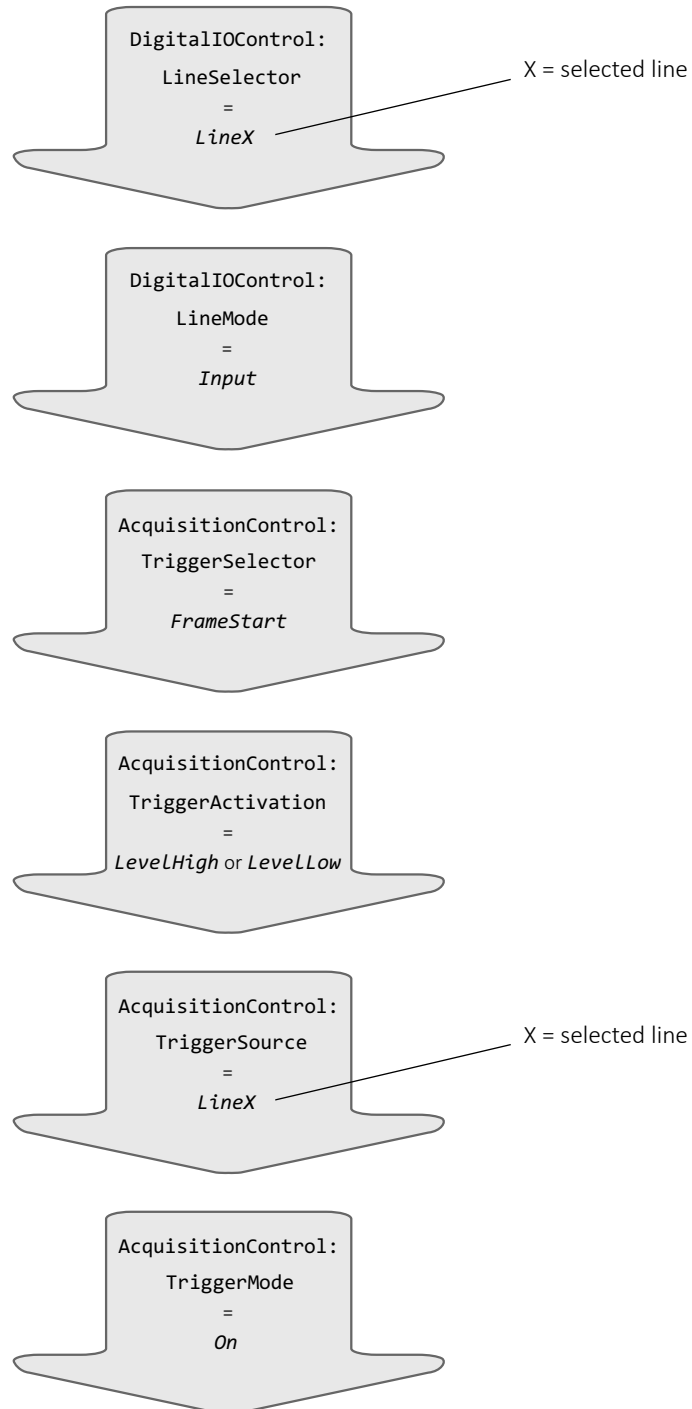 DigitalIOControl:
LineSelector
=
LineX
X = selected line
DigitalIOControl:
LineMode
=
Input
AcquisitionControl:
TriggerSelector
=
FrameStart
AcquisitionControl:
TriggerActivation
=
LevelHigh or LevelLow
AcquisitionControl:
TriggerSource
=
LineX
X = selected line
AcquisitionControl:
TriggerMode
=
On